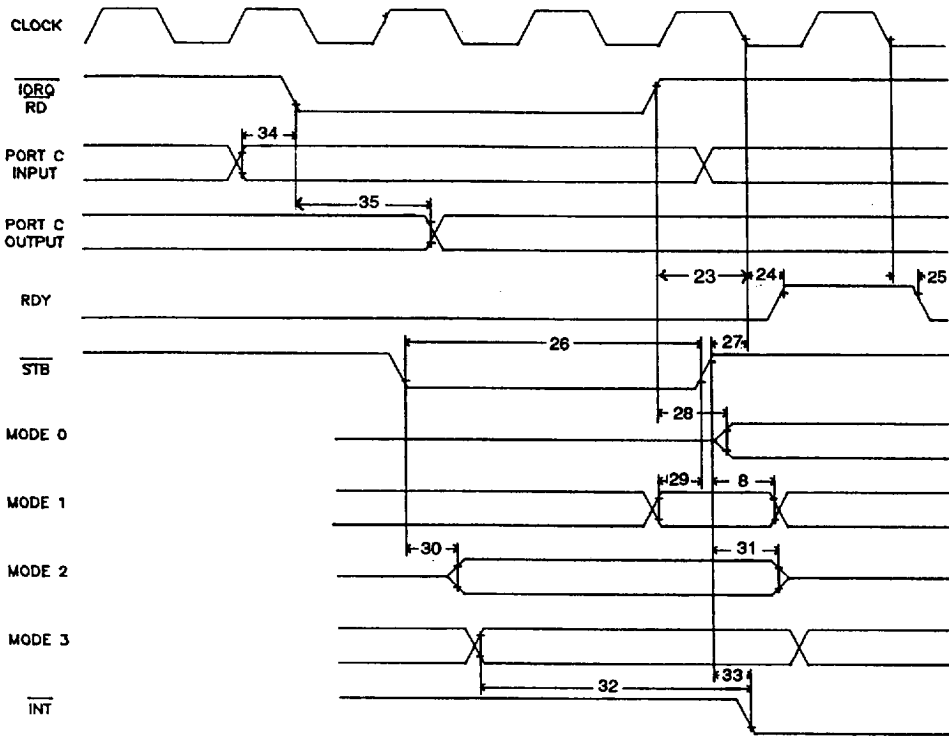 CLOCK
IORQ
RD
34
PORT C
INPUT
35
PORT C
OUTPUT
23
24
25
RDY
26
27
STB
28
MODE 0
29
8
MODE 1
30
31
MODE 2
MODE 3
32
33
INT